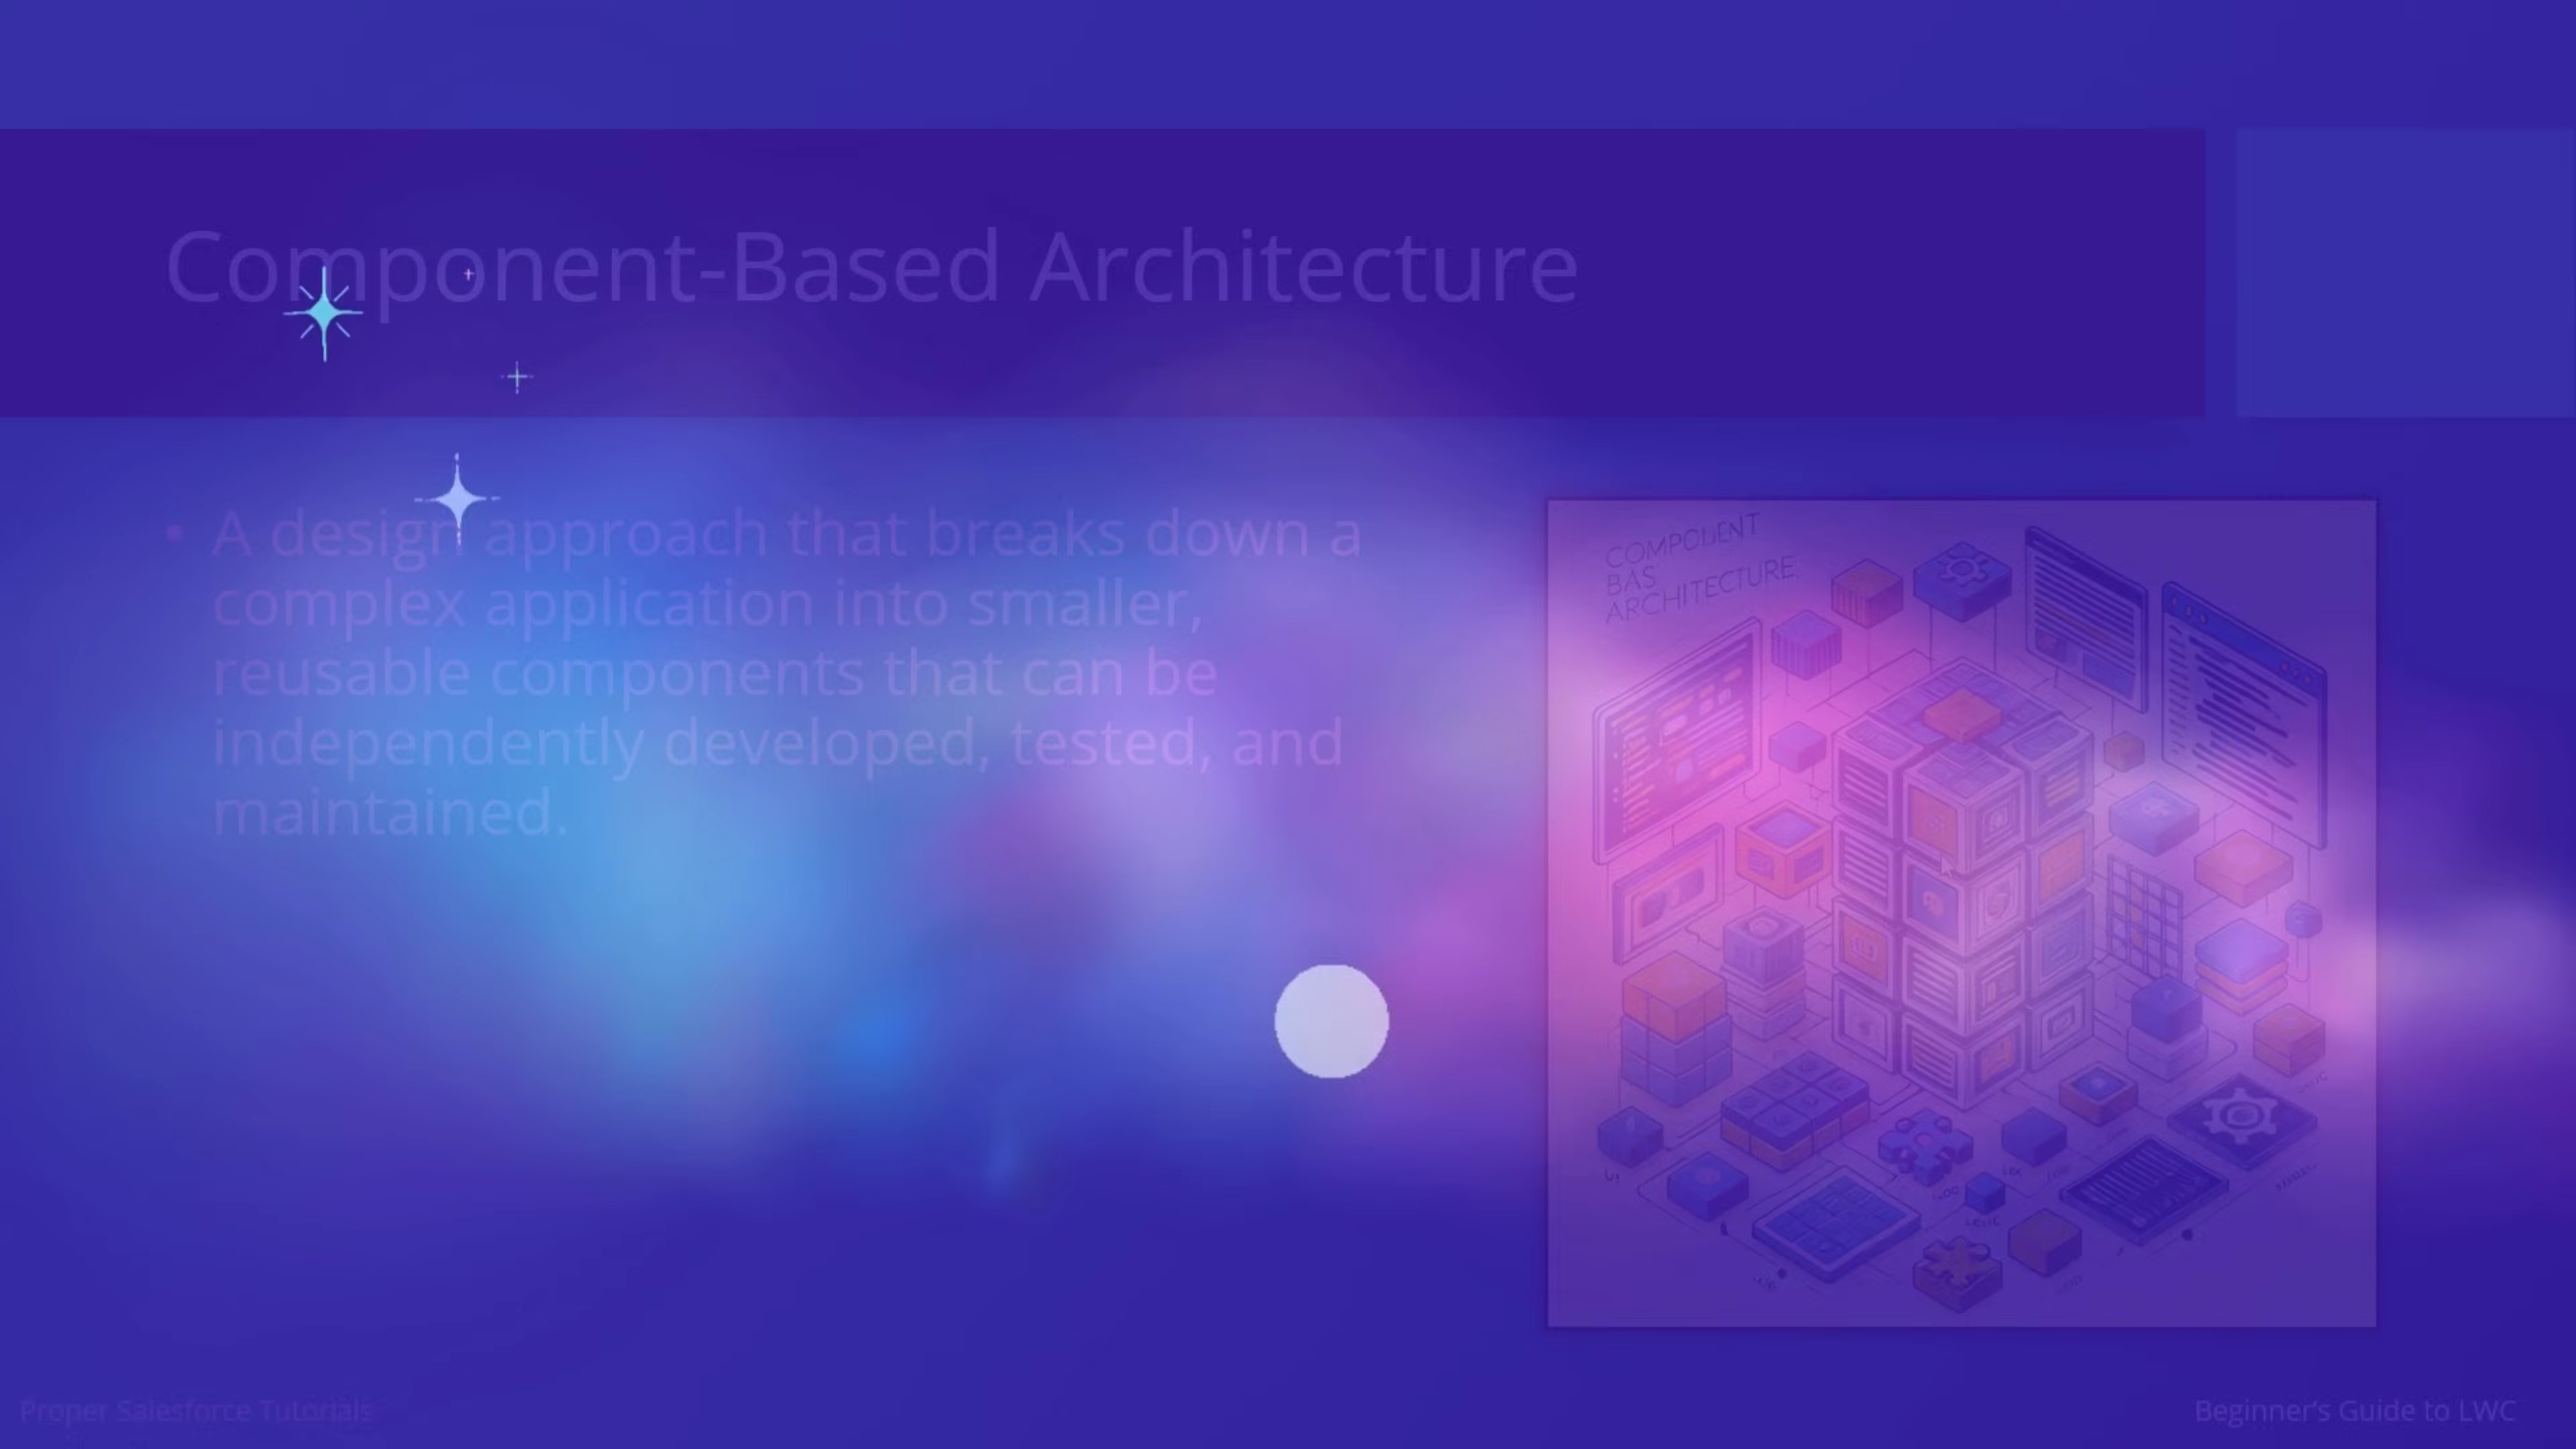 Component-Based Architecture
• A design approach that breaks down a
complex application into smaller,
reusable components that can be
independently developed, tested, and
maintained.
COMPONENT
BAS
ARCHITECTURE
Proper Salesforce Tutorials
Beginner's Guide to LWC